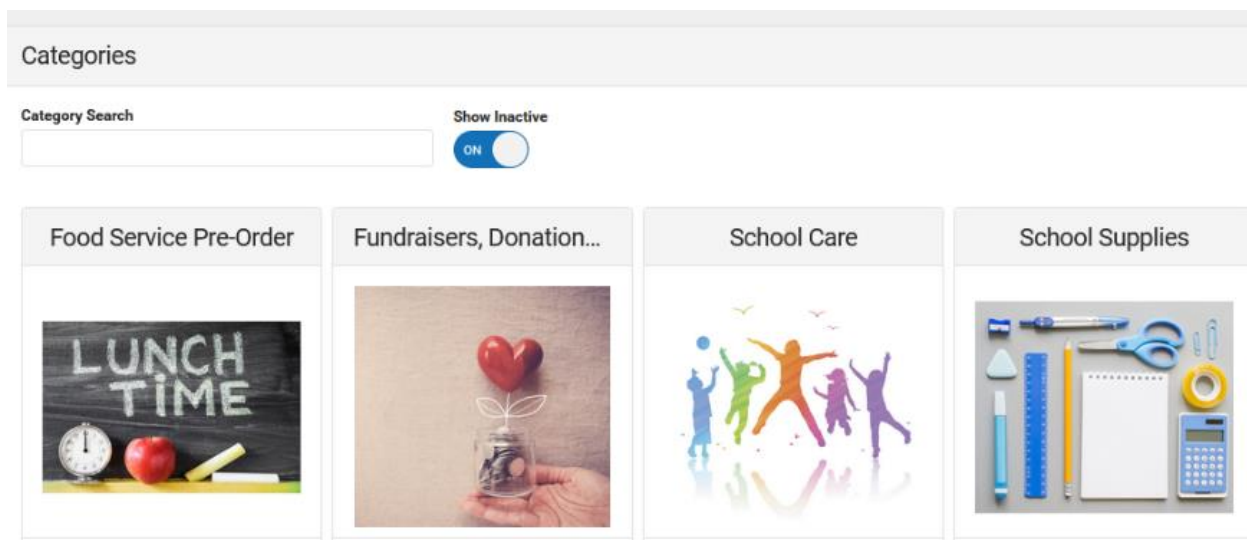 Categories
Category Search
Show Inactive
ON
Food Service Pre-Order
Fundraisers, Donation...
School Care
School Supplies
LUNCH
TiME